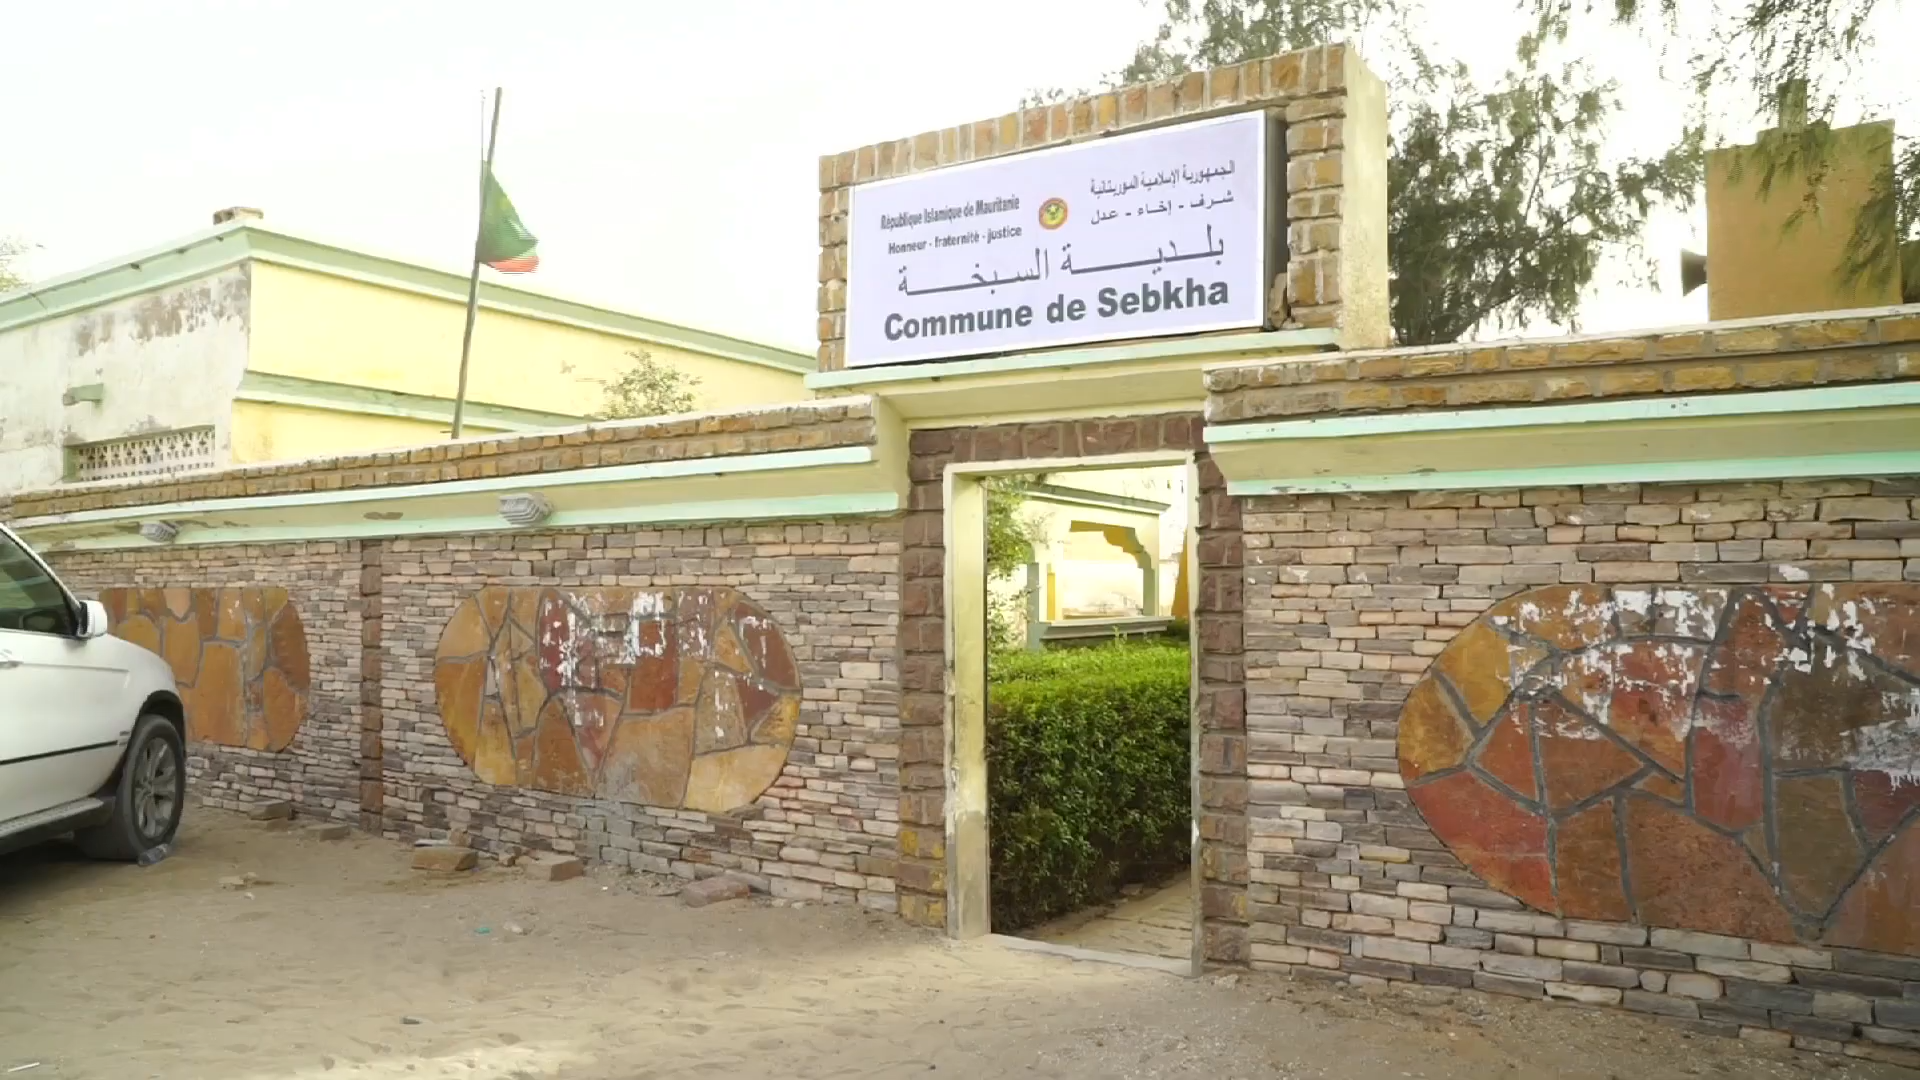 République Islamique de Mauritanie
Honneur - fraternité - justice
الجمهورية الإسلامية الموريتانية
شرف - إخاء - عدل
بلدية السبخة
Commune de Sebkha